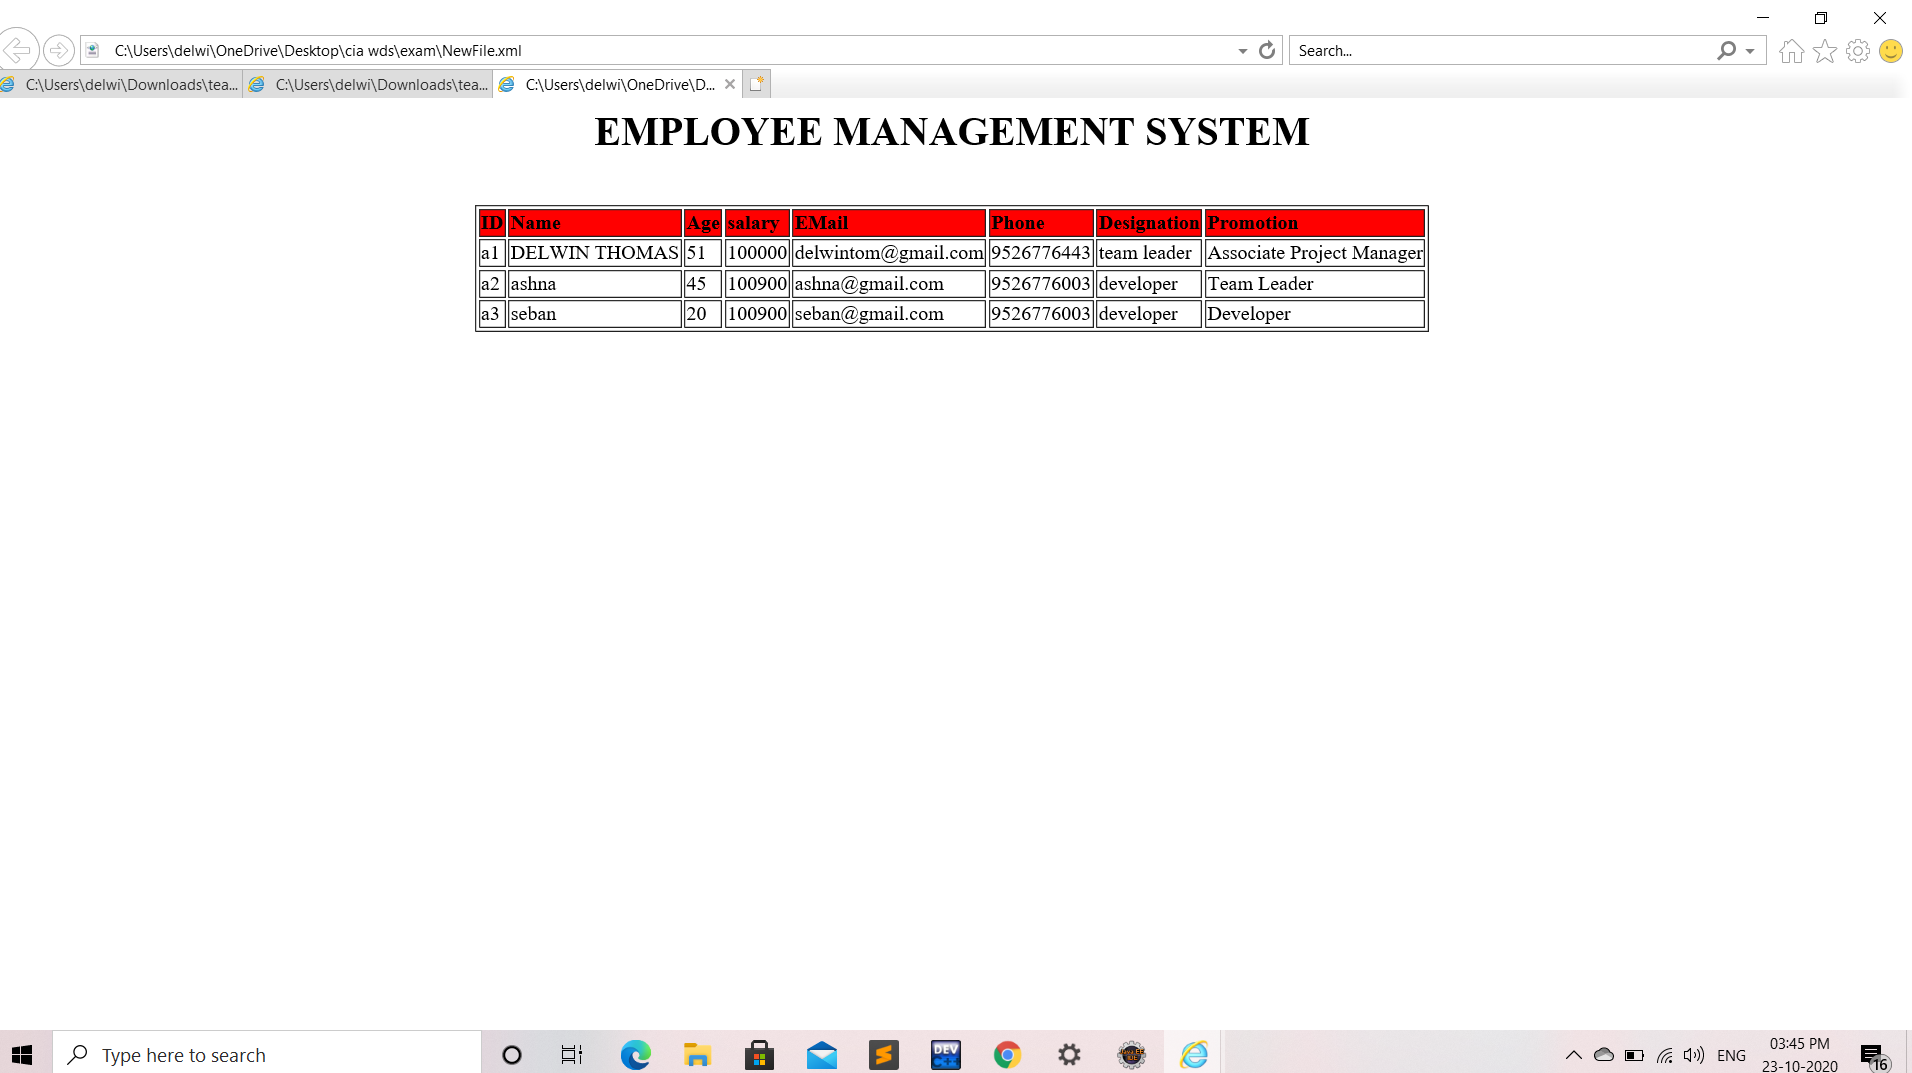 C:\Users\delwi\OneDrive\Desktop\cia wds\exam\NewFile.xml
Search...
C:\Users\delwi\Downloads\tea... C:\Users\delwi\Downloads\tea... C:\Users\delwi\OneDrive\D...
EMPLOYEE MANAGEMENT SYSTEM
ID Name Age salary EMail Phone Designation Promotion
a1 DELWIN THOMAS 51 100000 delwintom@gmail.com 9526776443 team leader Associate Project Manager
a2 ashna 45 100900 ashna@gmail.com 9526776003 developer Team Leader
a3 seban 20 100900 seban@gmail.com 9526776003 developer Developer
Type here to search
DEV
C++
ENG
03:45 PM
23-10-2020
16